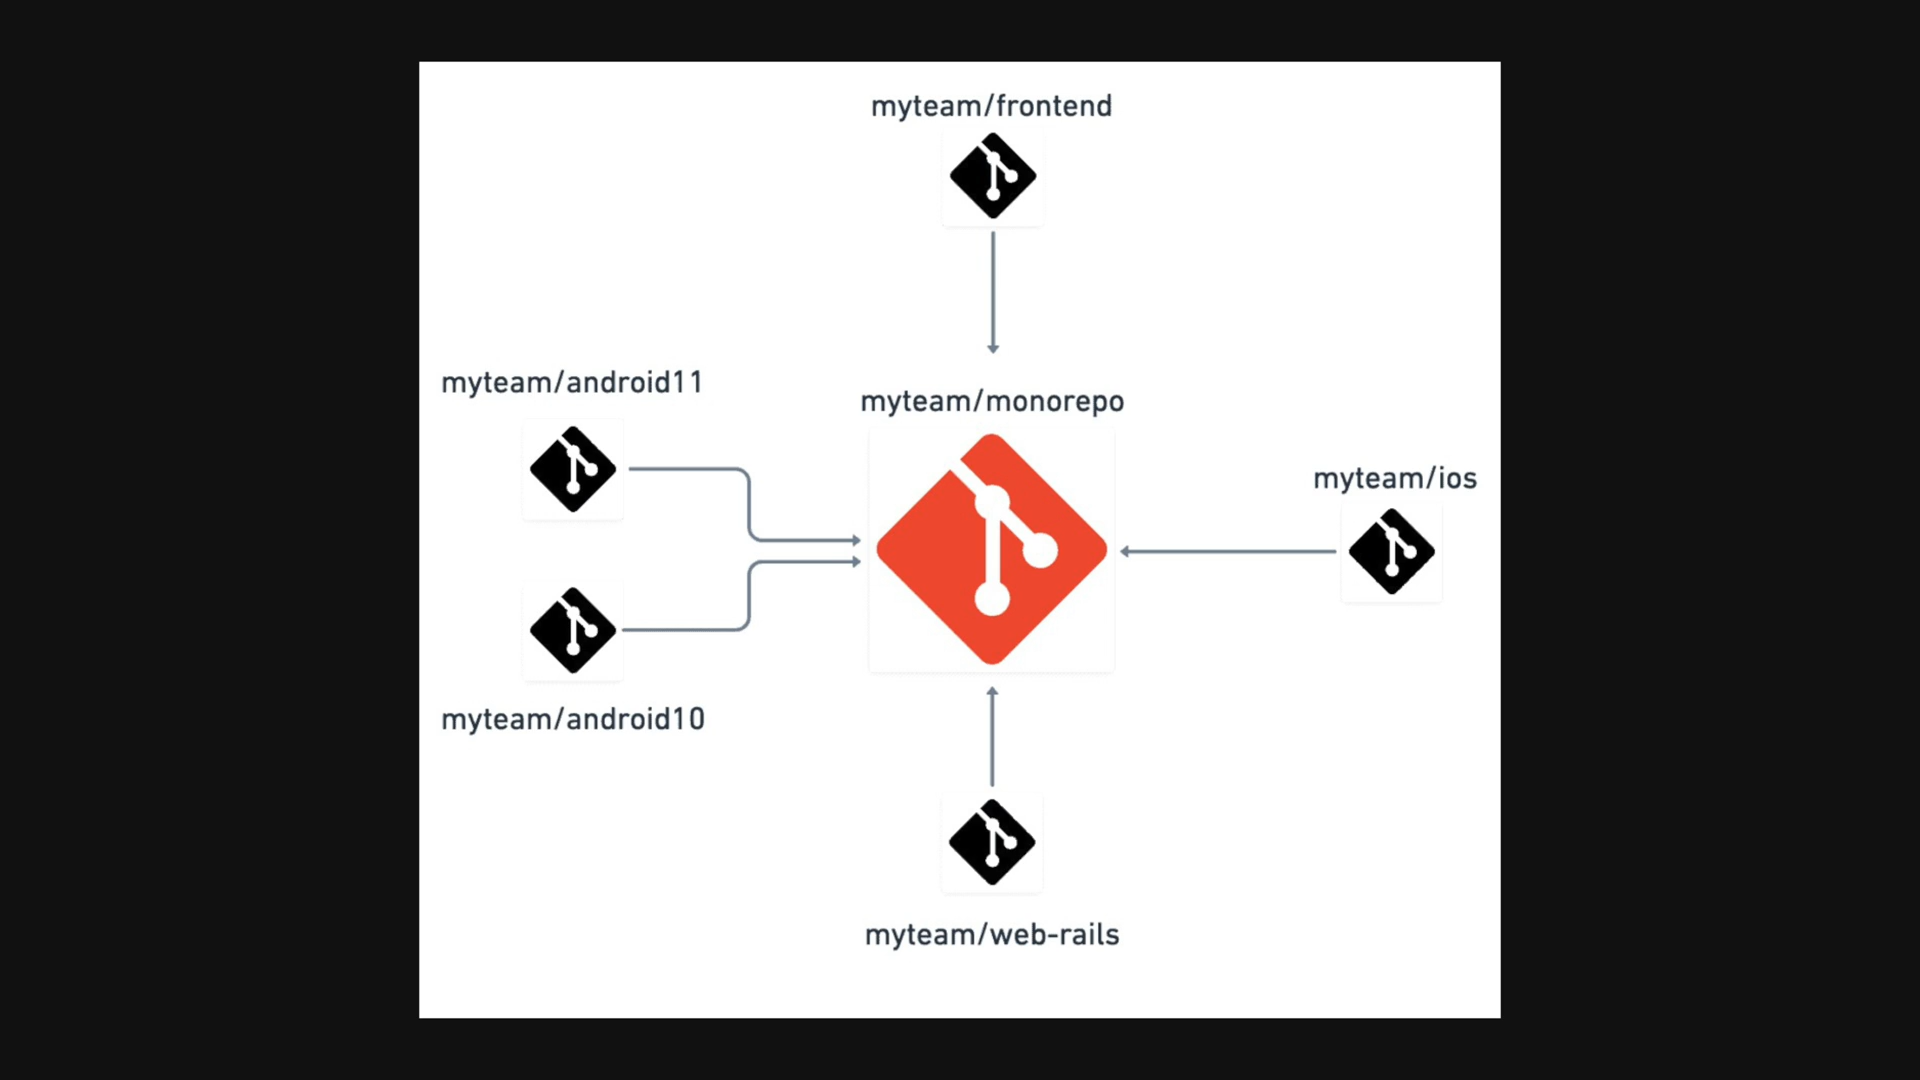 myteam/frontend
myteam/android11
myteam/monorepo
myteam/ios
myteam/android10
myteam/web-rails